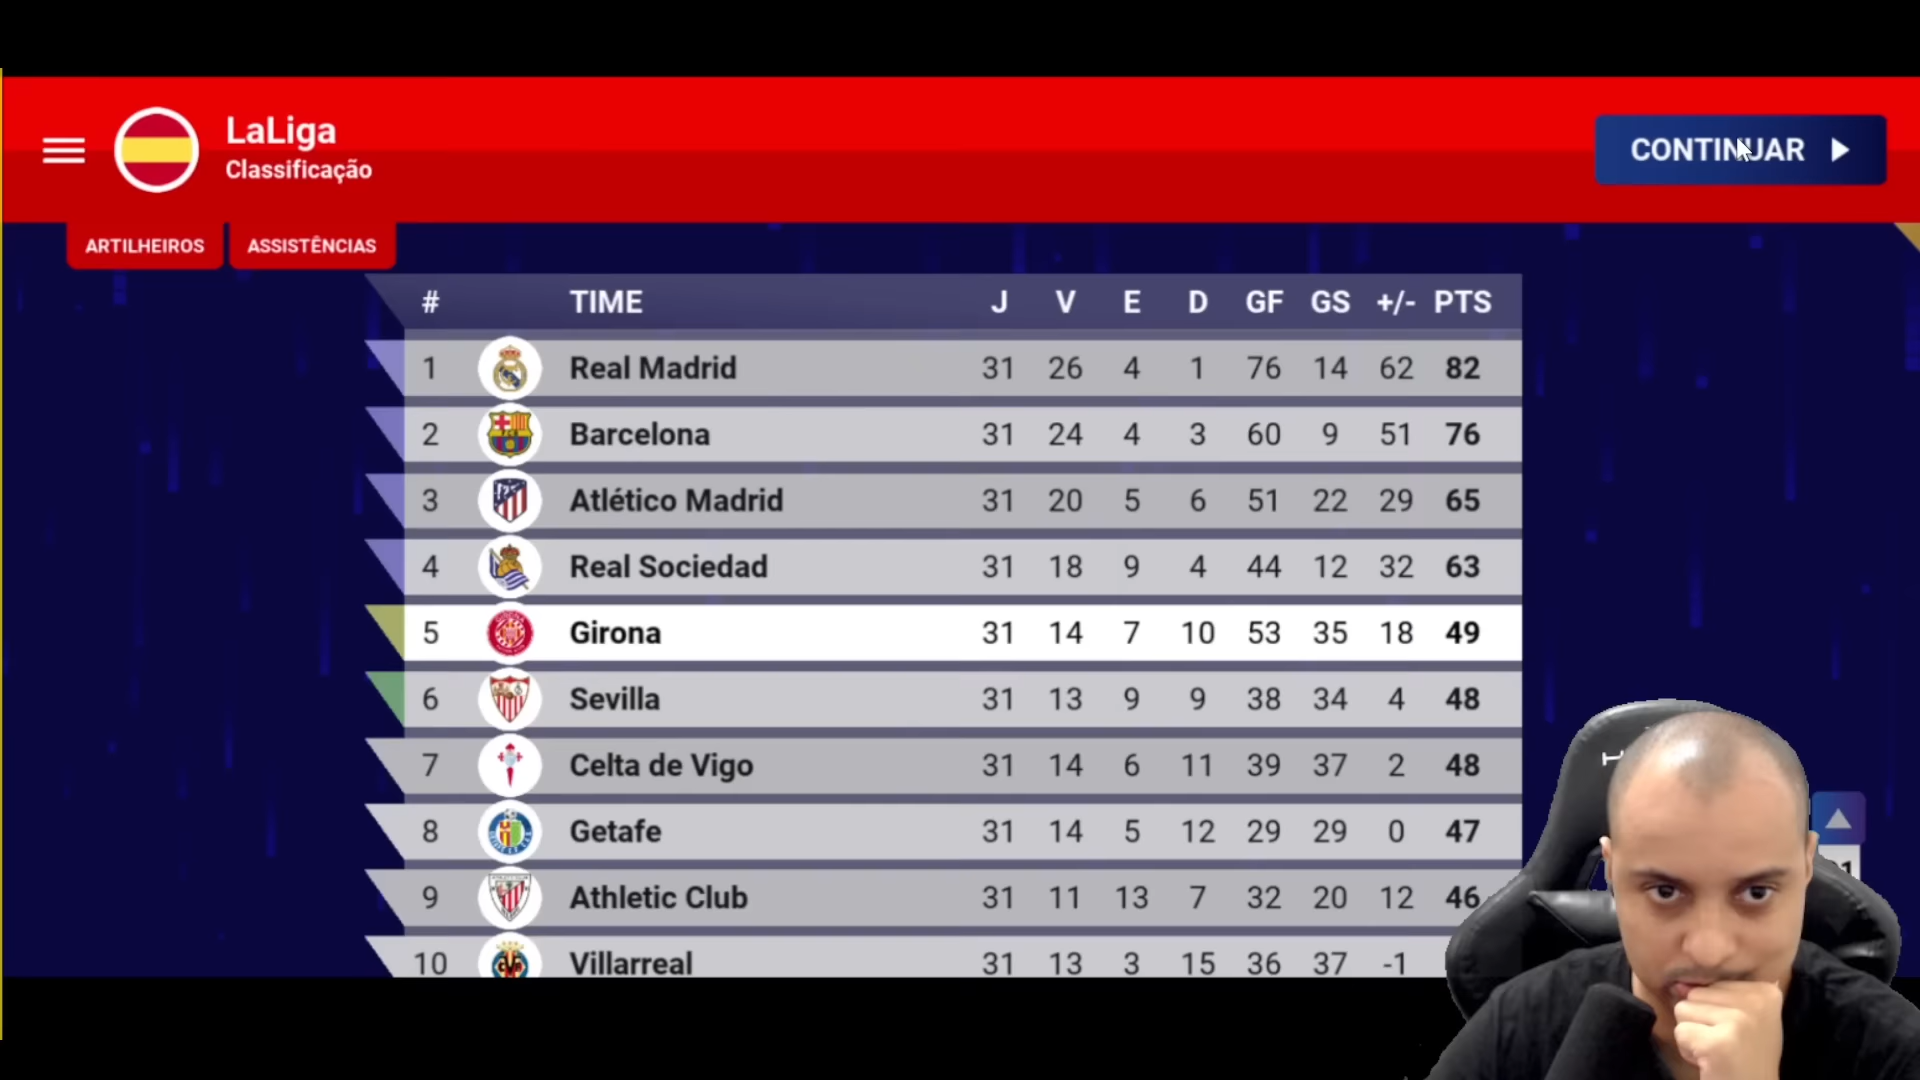 LaLiga
Classificação
CONTINUAR
ARTILHEIROS ASSISTÊNCIAS
# TIME J V E D GF GS +/- PTS
1 Real Madrid 31 26 4 1 76 14 62 82
2 Barcelona 31 24 4 3 60 9 51 76
3 Atlético Madrid 31 20 5 6 51 22 29 65
4 Real Sociedad 31 18 9 4 44 12 32 63
5 Girona 31 14 7 10 53 35 18 49
6 Sevilla 31 13 9 9 38 34 4 48
7 Celta de Vigo 31 14 6 11 39 37 2 48
8 Getafe 31 14 5 12 29 29 0 47
9 Athletic Club 31 11 13 7 32 20 12 46
10 Villarreal 31 13 3 15 36 37 -1